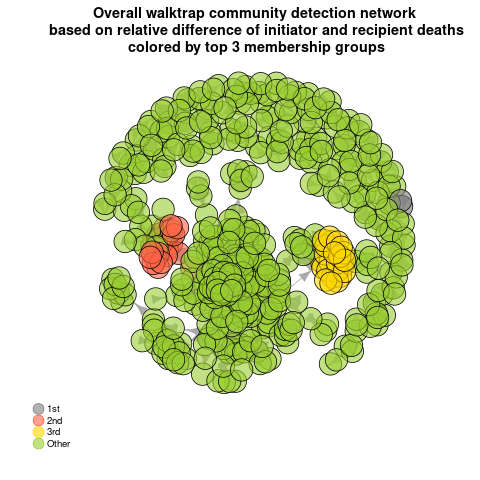 Overall walktrap community detection network
based on relative difference of initiator and recipient deaths
colored by top 3 membership groups
1st
2nd
3rd
Other